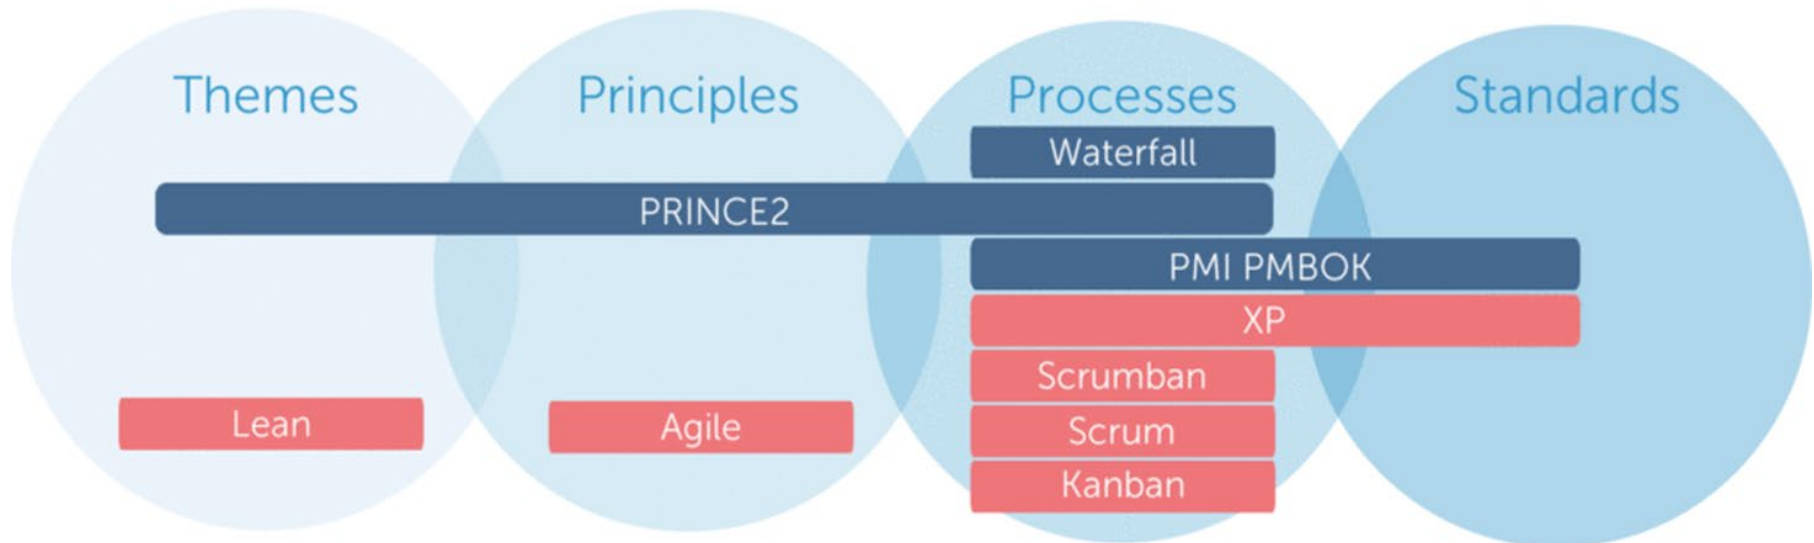 Themes
Principles
Processes
Standards
Waterfall
PRINCE2
PMI PMBOK
XP
Scrumban
Lean
Agile
Scrum
Kanban